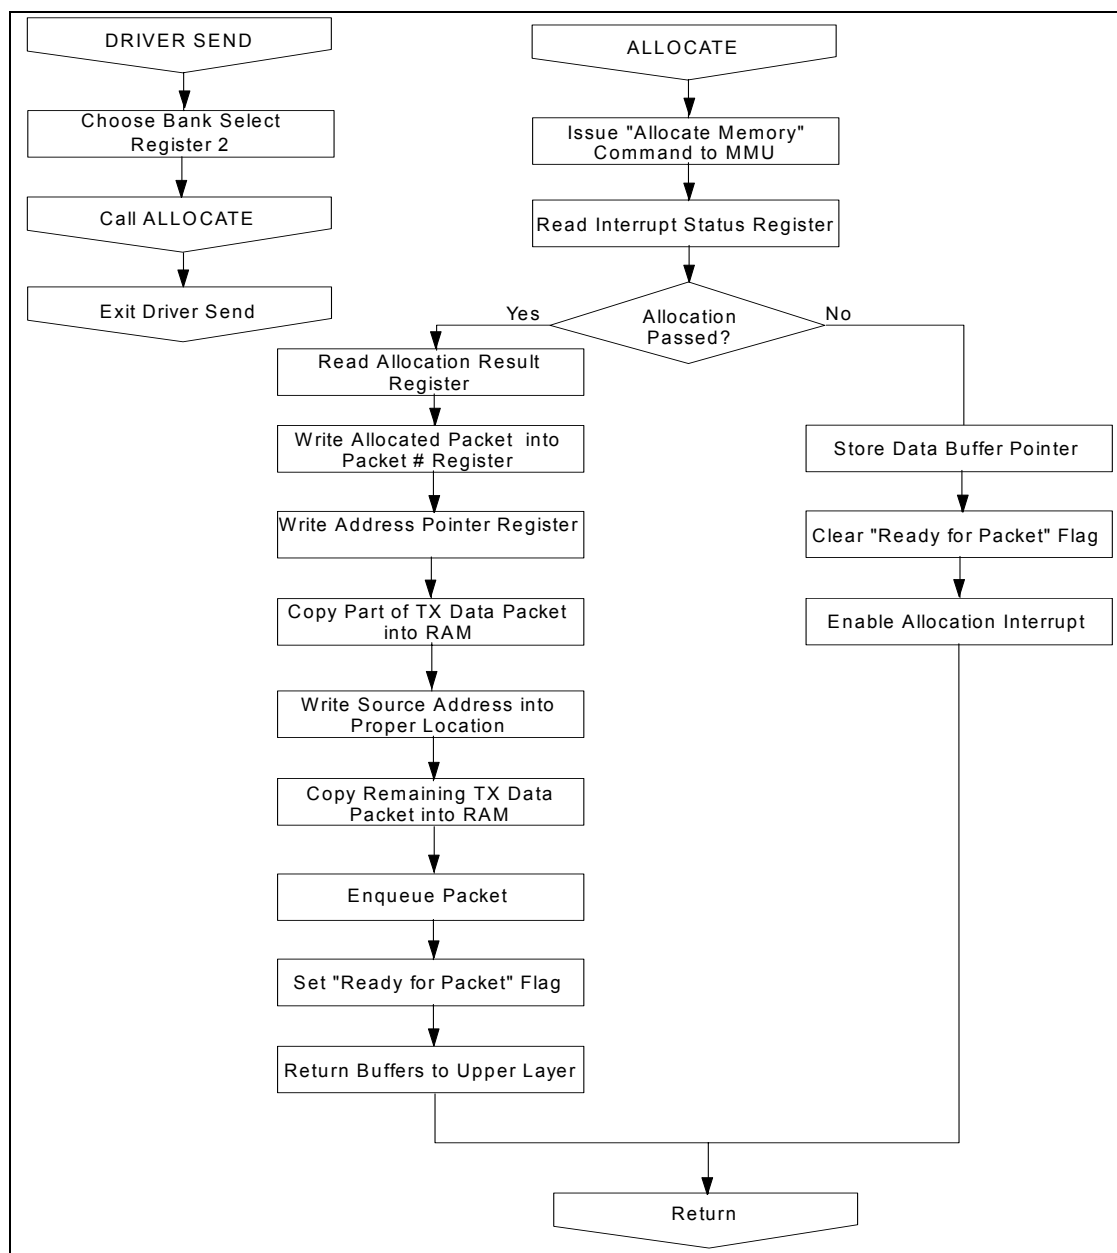 DRIVER SEND
Choose Bank Select
Register 2
Call ALLOCATE
Exit Driver Send
ALLOCATE
Issue "Allocate Memory"
Command to MMU
Read Interrupt Status Register
Allocation
Passed?
Yes
No
Read Allocation Result
Register
Write Allocated Packet into
Packet # Register
Write Address Pointer Register
Copy Part of TX Data Packet
into RAM
Write Source Address into
Proper Location
Copy Remaining TX Data
Packet into RAM
Enqueue Packet
Set "Ready for Packet" Flag
Return Buffers to Upper Layer
Store Data Buffer Pointer
Clear "Ready for Packet" Flag
Enable Allocation Interrupt
Return